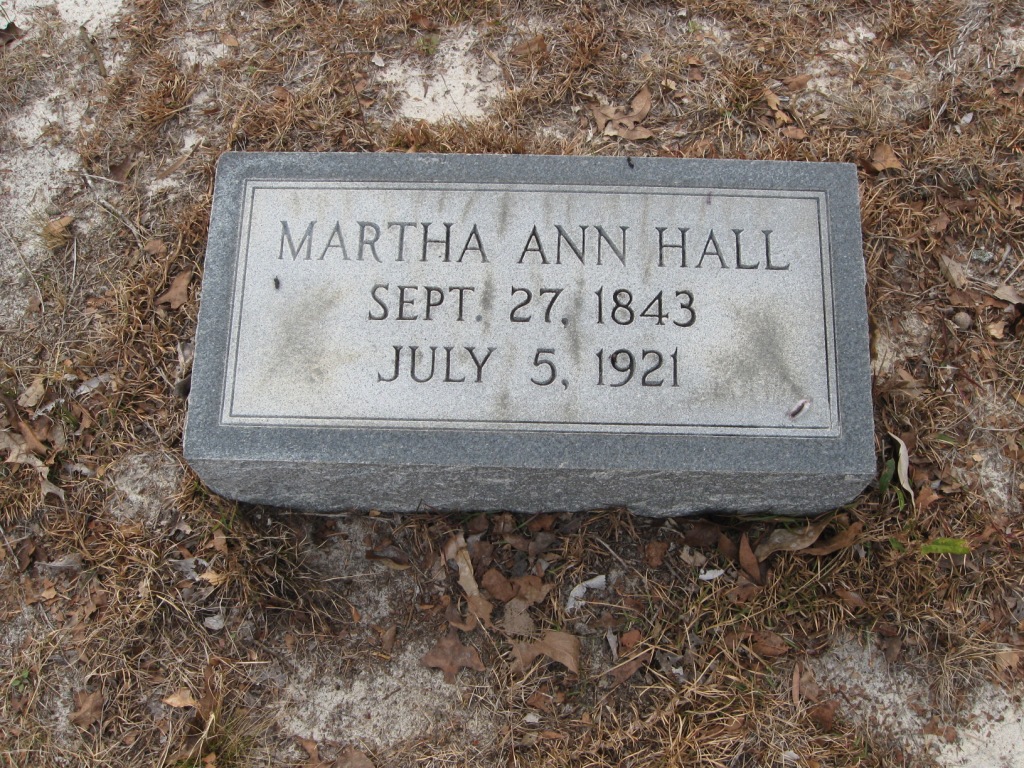 MARTHA ANN HALL
SEPT. 27, 1843
JULY 5, 1921